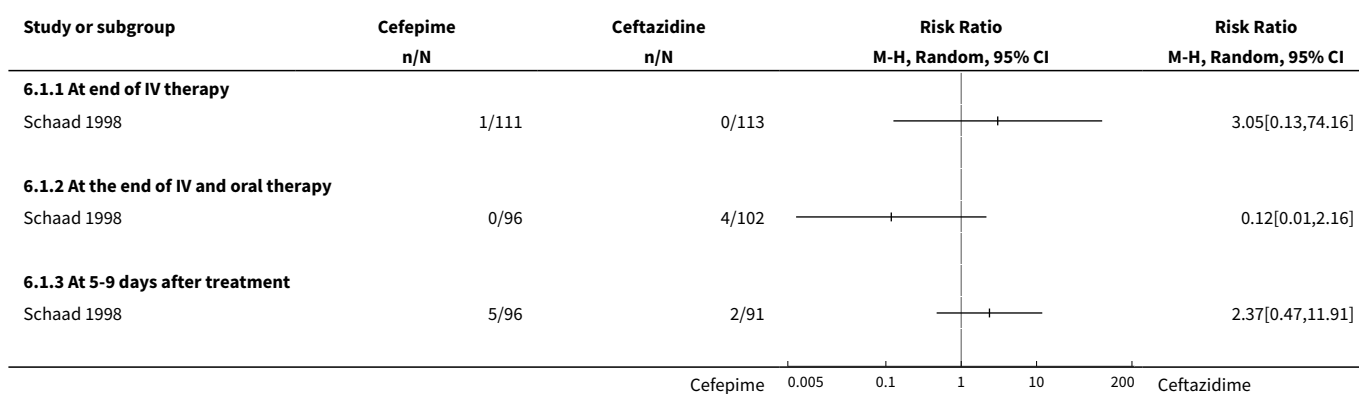 Study or subgroup Cefepime Ceftazidine Risk Ratio Risk Ratio
n/N n/N M-H, Random, 95% CI M-H, Random, 95% CI
6.1.1 At end of IV therapy
Schaad 1998 1/111 0/113 3.05[0.13,74.16]
6.1.2 At the end of IV and oral therapy
Schaad 1998 0/96 4/102 0.12[0.01,2.16]
6.1.3 At 5-9 days after treatment
Schaad 1998 5/96 2/91 2.37[0.47,11.91]
Cefepime 0.005 0.1 1 10 200 Ceftazidime